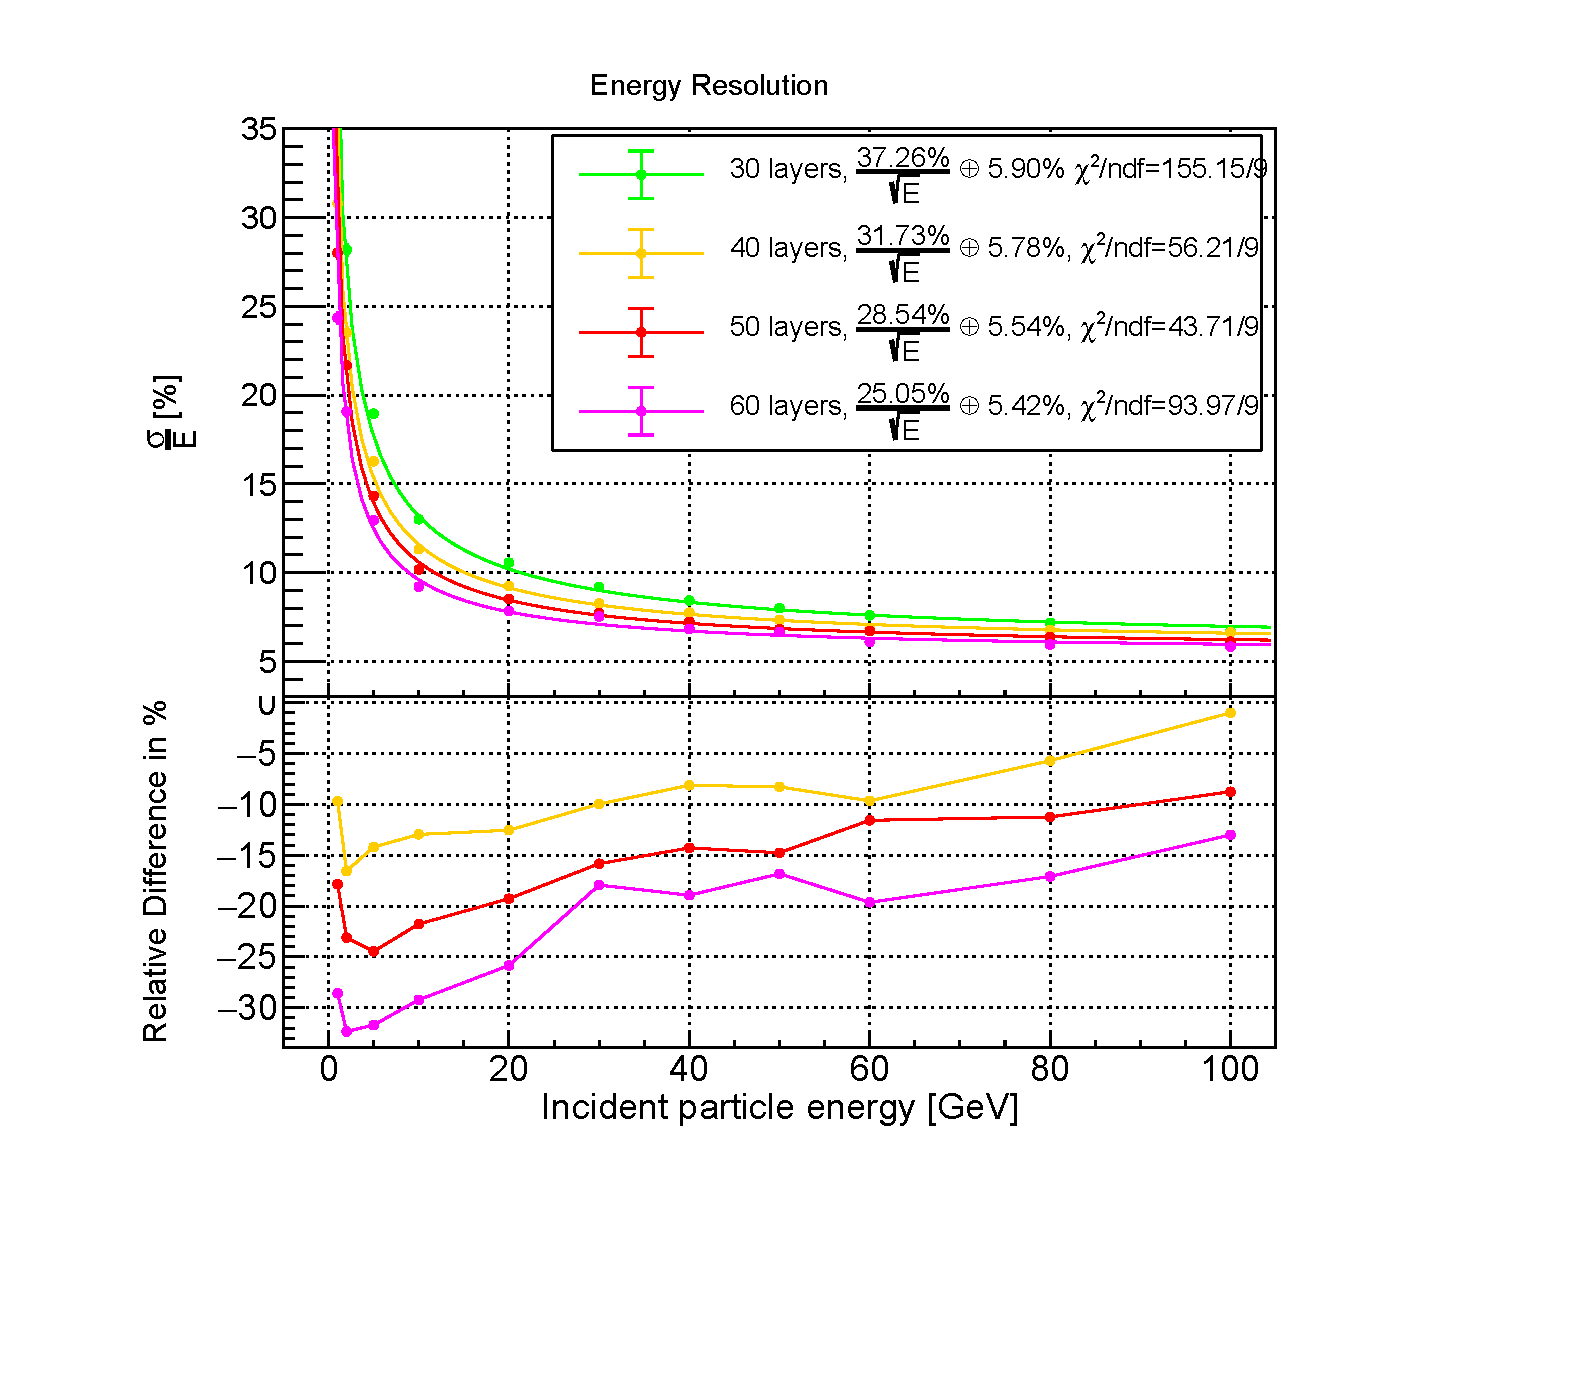 Energy Resolution
35
30
25
20
15
10
5
σ/E [%]
30 layers, 37.26%/√E ⊕ 5.90% χ²/ndf=155.15/9
40 layers, 31.73%/√E ⊕ 5.78%, χ²/ndf=56.21/9
50 layers, 28.54%/√E ⊕ 5.54%, χ²/ndf=43.71/9
60 layers, 25.05%/√E ⊕ 5.42%, χ²/ndf=93.97/9
0
−5
−10
−15
−20
−25
−30
Relative Difference in %
0 20 40 60 80 100
Incident particle energy [GeV]